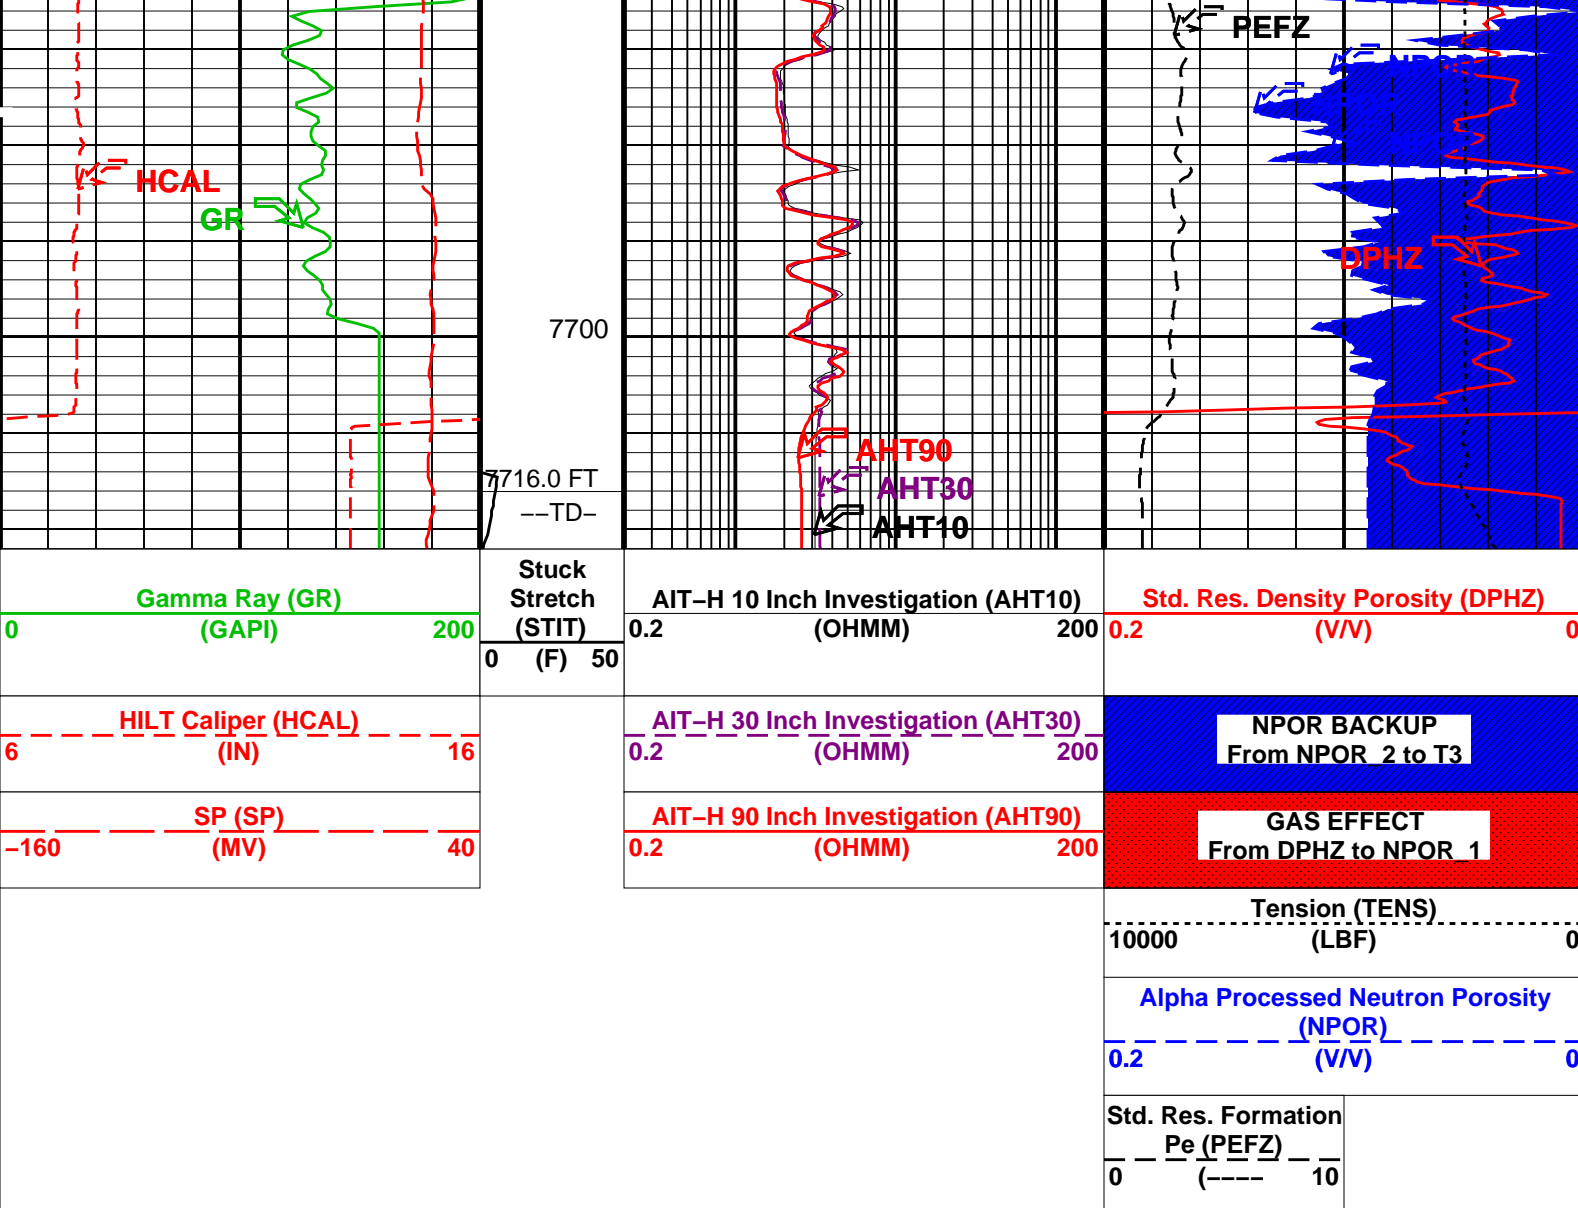 PEFZ
HCAL
GR
DPHZ
7700
AHT90
7716.0 FT
AHT30
--TD-
AHT10
Gamma Ray (GR)
0 (GAPI) 200
Stuck
Stretch
(STIT)
0 (F) 50
AIT-H 10 Inch Investigation (AHT10)
0.2 (OHMM) 200
Std. Res. Density Porosity (DPHZ)
0.2 (V/V) 0
HILT Caliper (HCAL)
6 (IN) 16
AIT-H 30 Inch Investigation (AHT30)
0.2 (OHMM) 200
NPOR BACKUP
From NPOR_2 to T3
SP (SP)
-160 (MV) 40
AIT-H 90 Inch Investigation (AHT90)
0.2 (OHMM) 200
GAS EFFECT
From DPHZ to NPOR_1
Tension (TENS)
10000 (LBF) 0
Alpha Processed Neutron Porosity
(NPOR)
0.2 (V/V) 0
Std. Res. Formation
Pe (PEFZ)
0 (---- 10